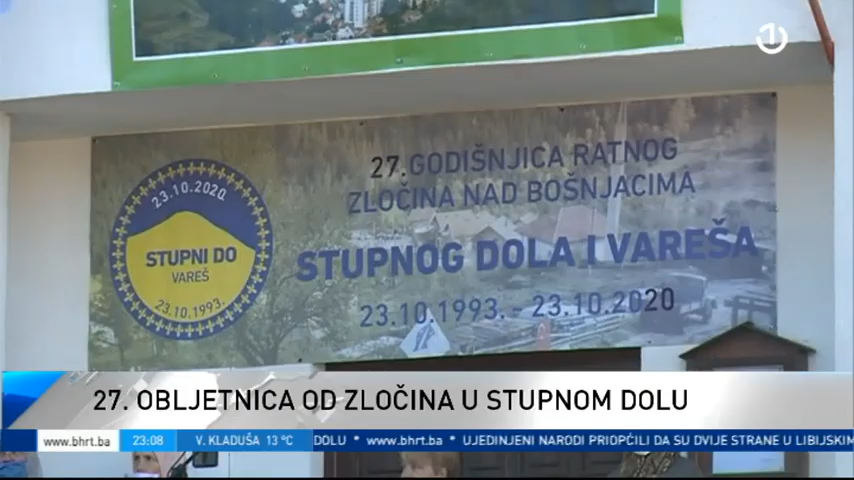 1
27. GODIŠNJICA RATNOG
ZLOČINA NAD BOŠNJACIMA
STUPNOG DOLA I VAREŠA
23.10.1993. - 23.10.2020
23.10.2020.
STUPNI DO
VAREŠ
23.10.1993.
27. OBLJETNICA OD ZLOČINA U STUPNOM DOLU
www.bhrt.ba 23:08 V. KLADUŠA 13 °C DOLU * www.bhrt.ba * UJEDINJENI NARODI PRIOPĆILI DA SU DVIJE STRANE U LIBIJSKIM